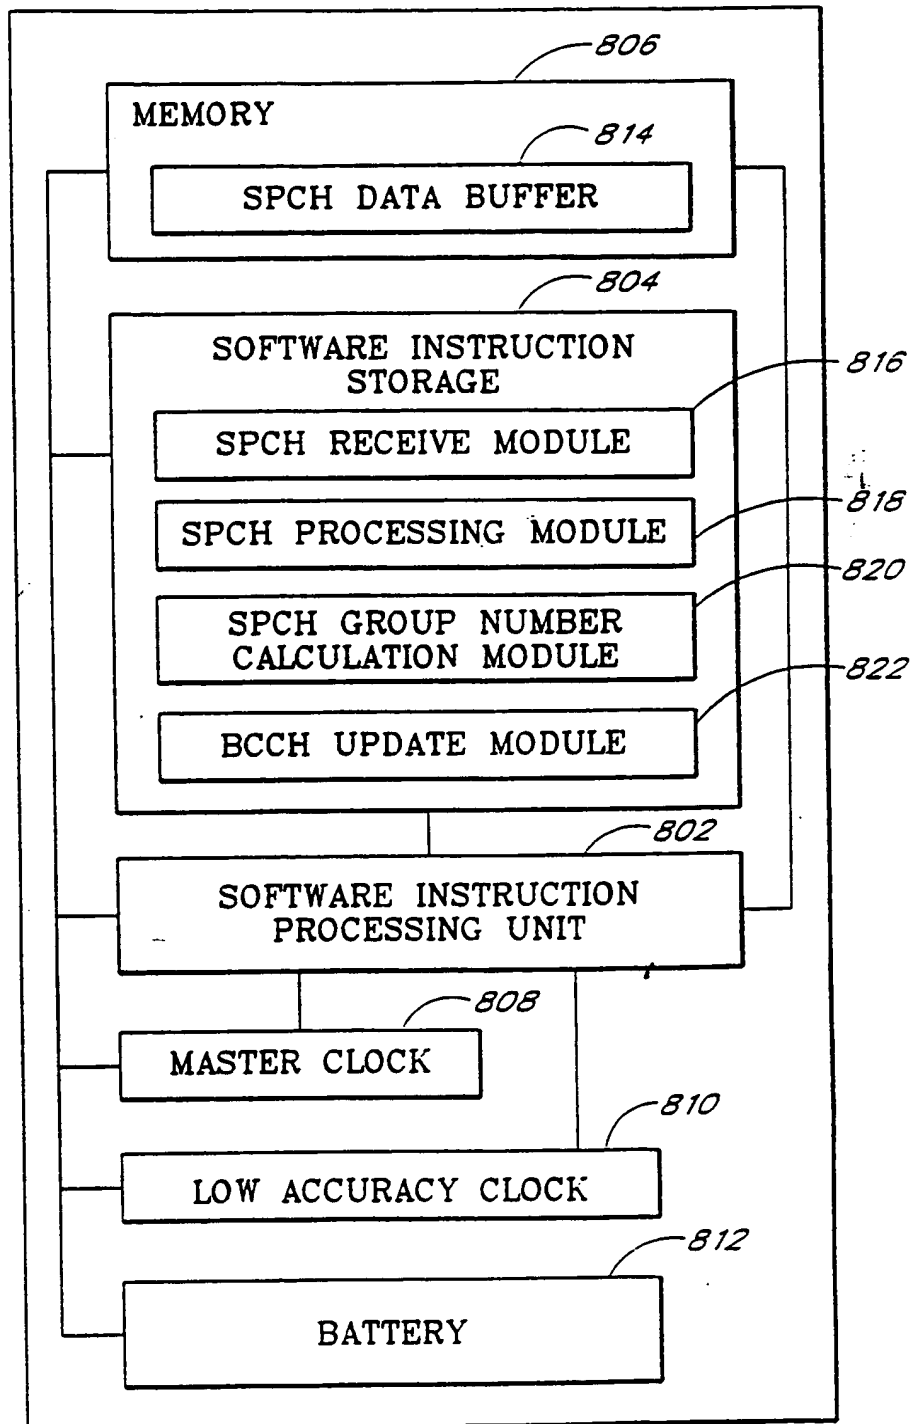 806
MEMORY
814
SPCH DATA BUFFER
804
SOFTWARE INSTRUCTION
STORAGE
816
SPCH RECEIVE MODULE
818
SPCH PROCESSING MODULE
820
SPCH GROUP NUMBER
CALCULATION MODULE
822
BCCH UPDATE MODULE
802
SOFTWARE INSTRUCTION
PROCESSING UNIT
808
MASTER CLOCK
810
LOW ACCURACY CLOCK
812
BATTERY